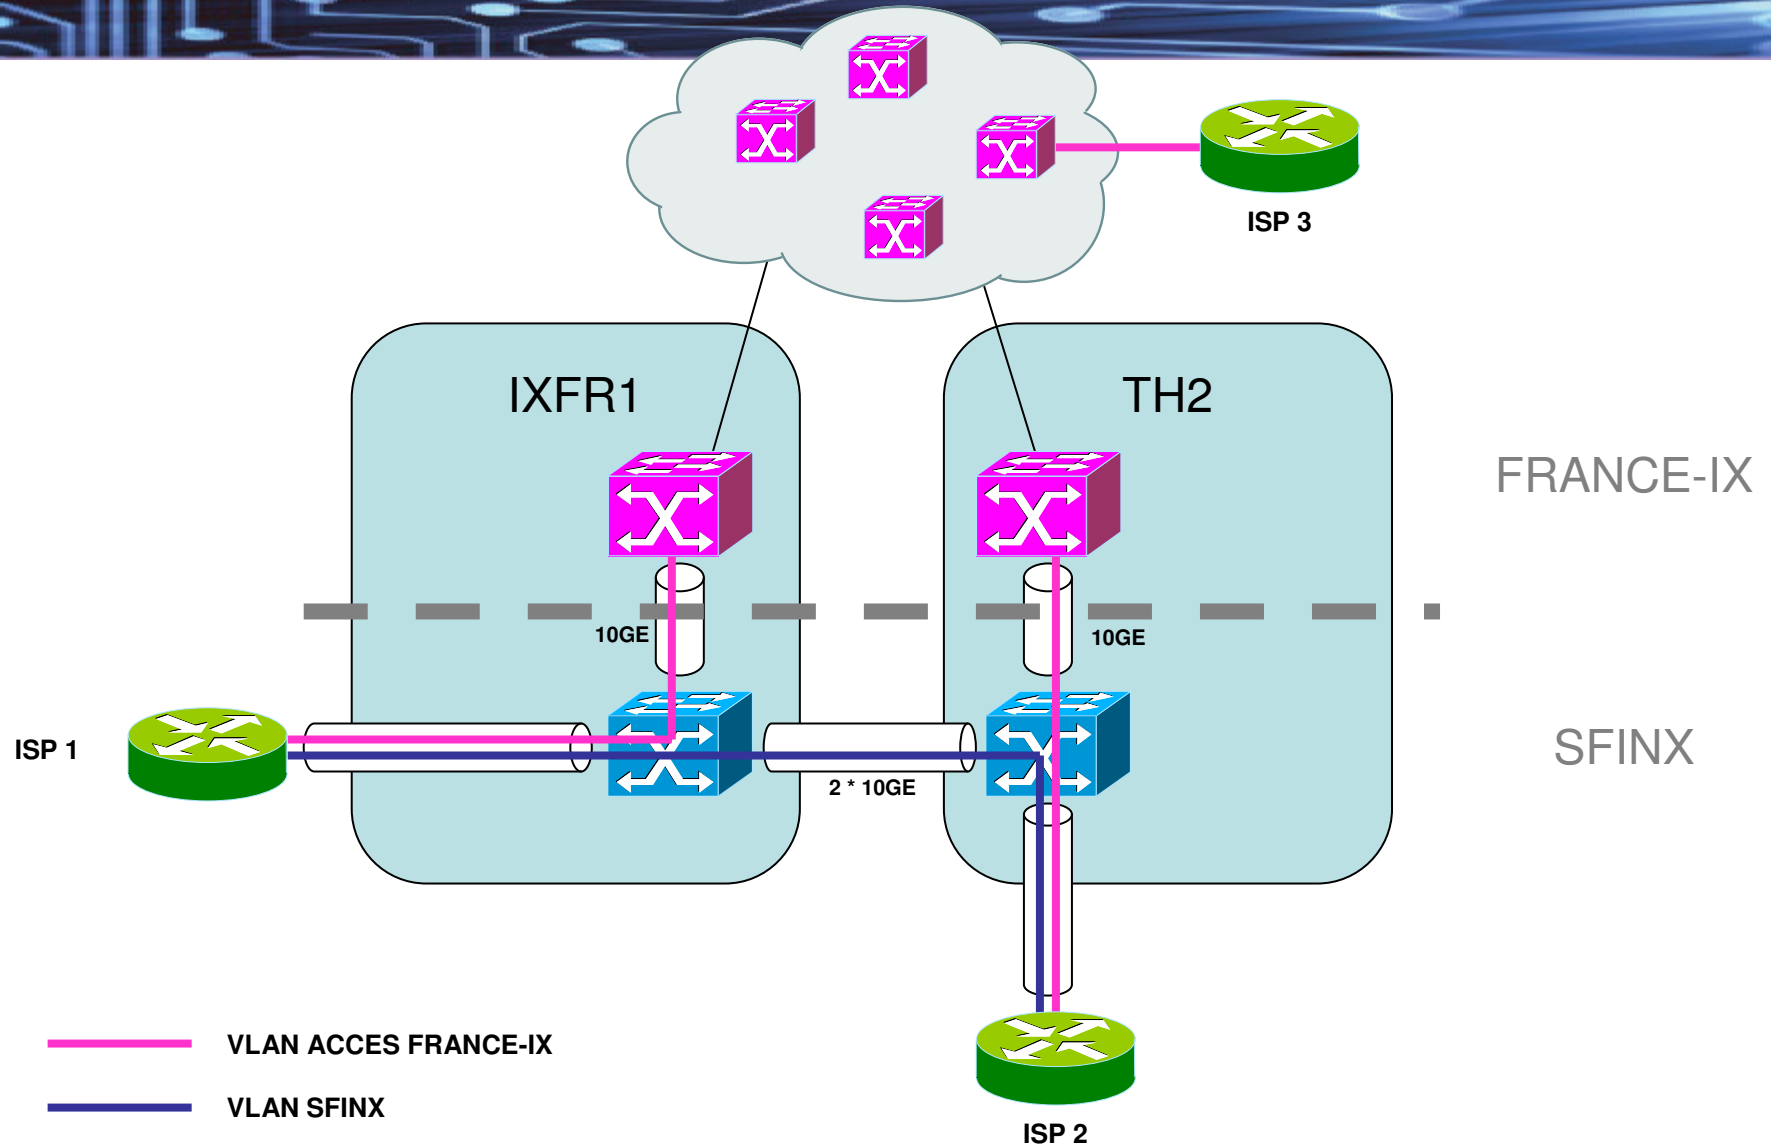 ISP 3
IXFR1
TH2
FRANCE-IX
10GE
10GE
ISP 1
SFINX
2 * 10GE
VLAN ACCES FRANCE-IX
VLAN SFINX
ISP 2